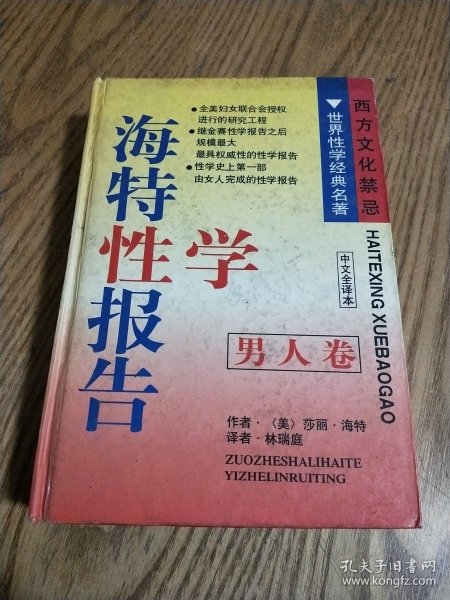 西方文化禁忌
▼世界性学经典名著
●全美妇女联合会授权
进行的研究工程
●继金赛性学报告之后
规模最大
最具权威性的性学报告
●性学史上第一部
由女人完成的性学报告
海特性学报告
中文全译本
HAITEXING XUEBAOGAO
男人卷
作者·〈美〉莎丽·海特
译者·林瑞庭
ZUOZHESHALIHAITE
YIZHELINRUITING
孔夫子旧书网
www.kongfz.com